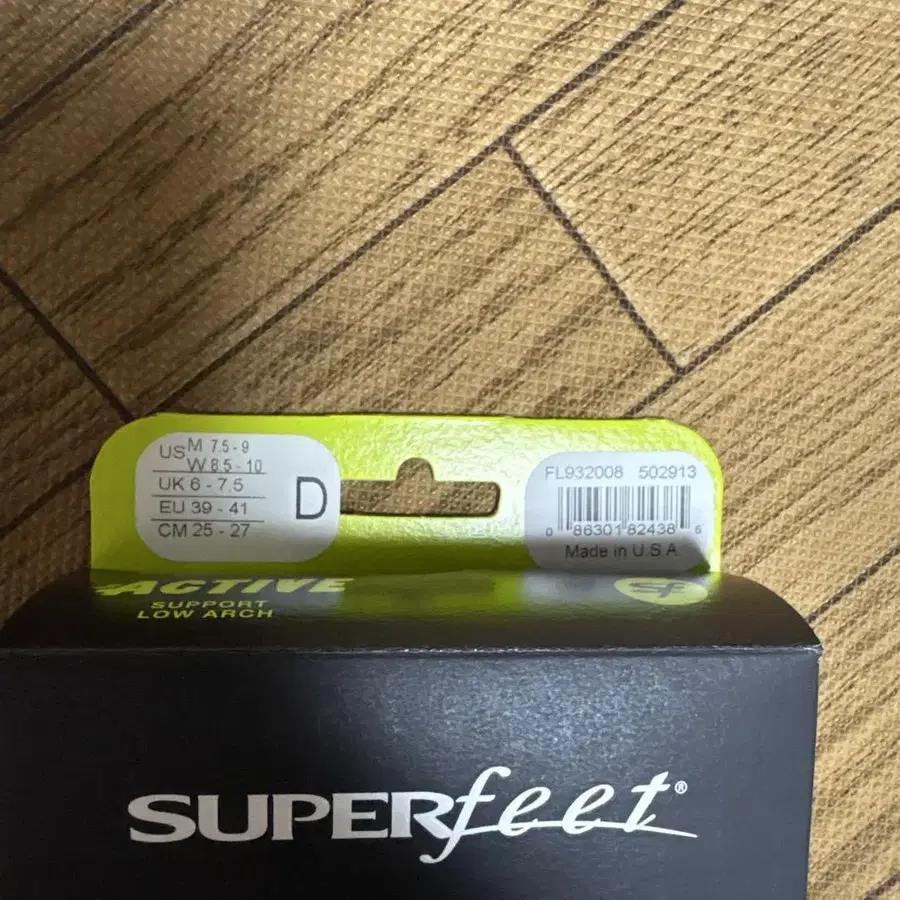 US M 7.5 - 9
W 8.5 - 10
UK 6 - 7.5
EU 39 - 41
CM 25 - 27
D
FL932008 502913
0 86301 82438 6
Made in U.S.A
ACTIVE
SUPPORT
LOW ARCH
SF
SUPERfeet®